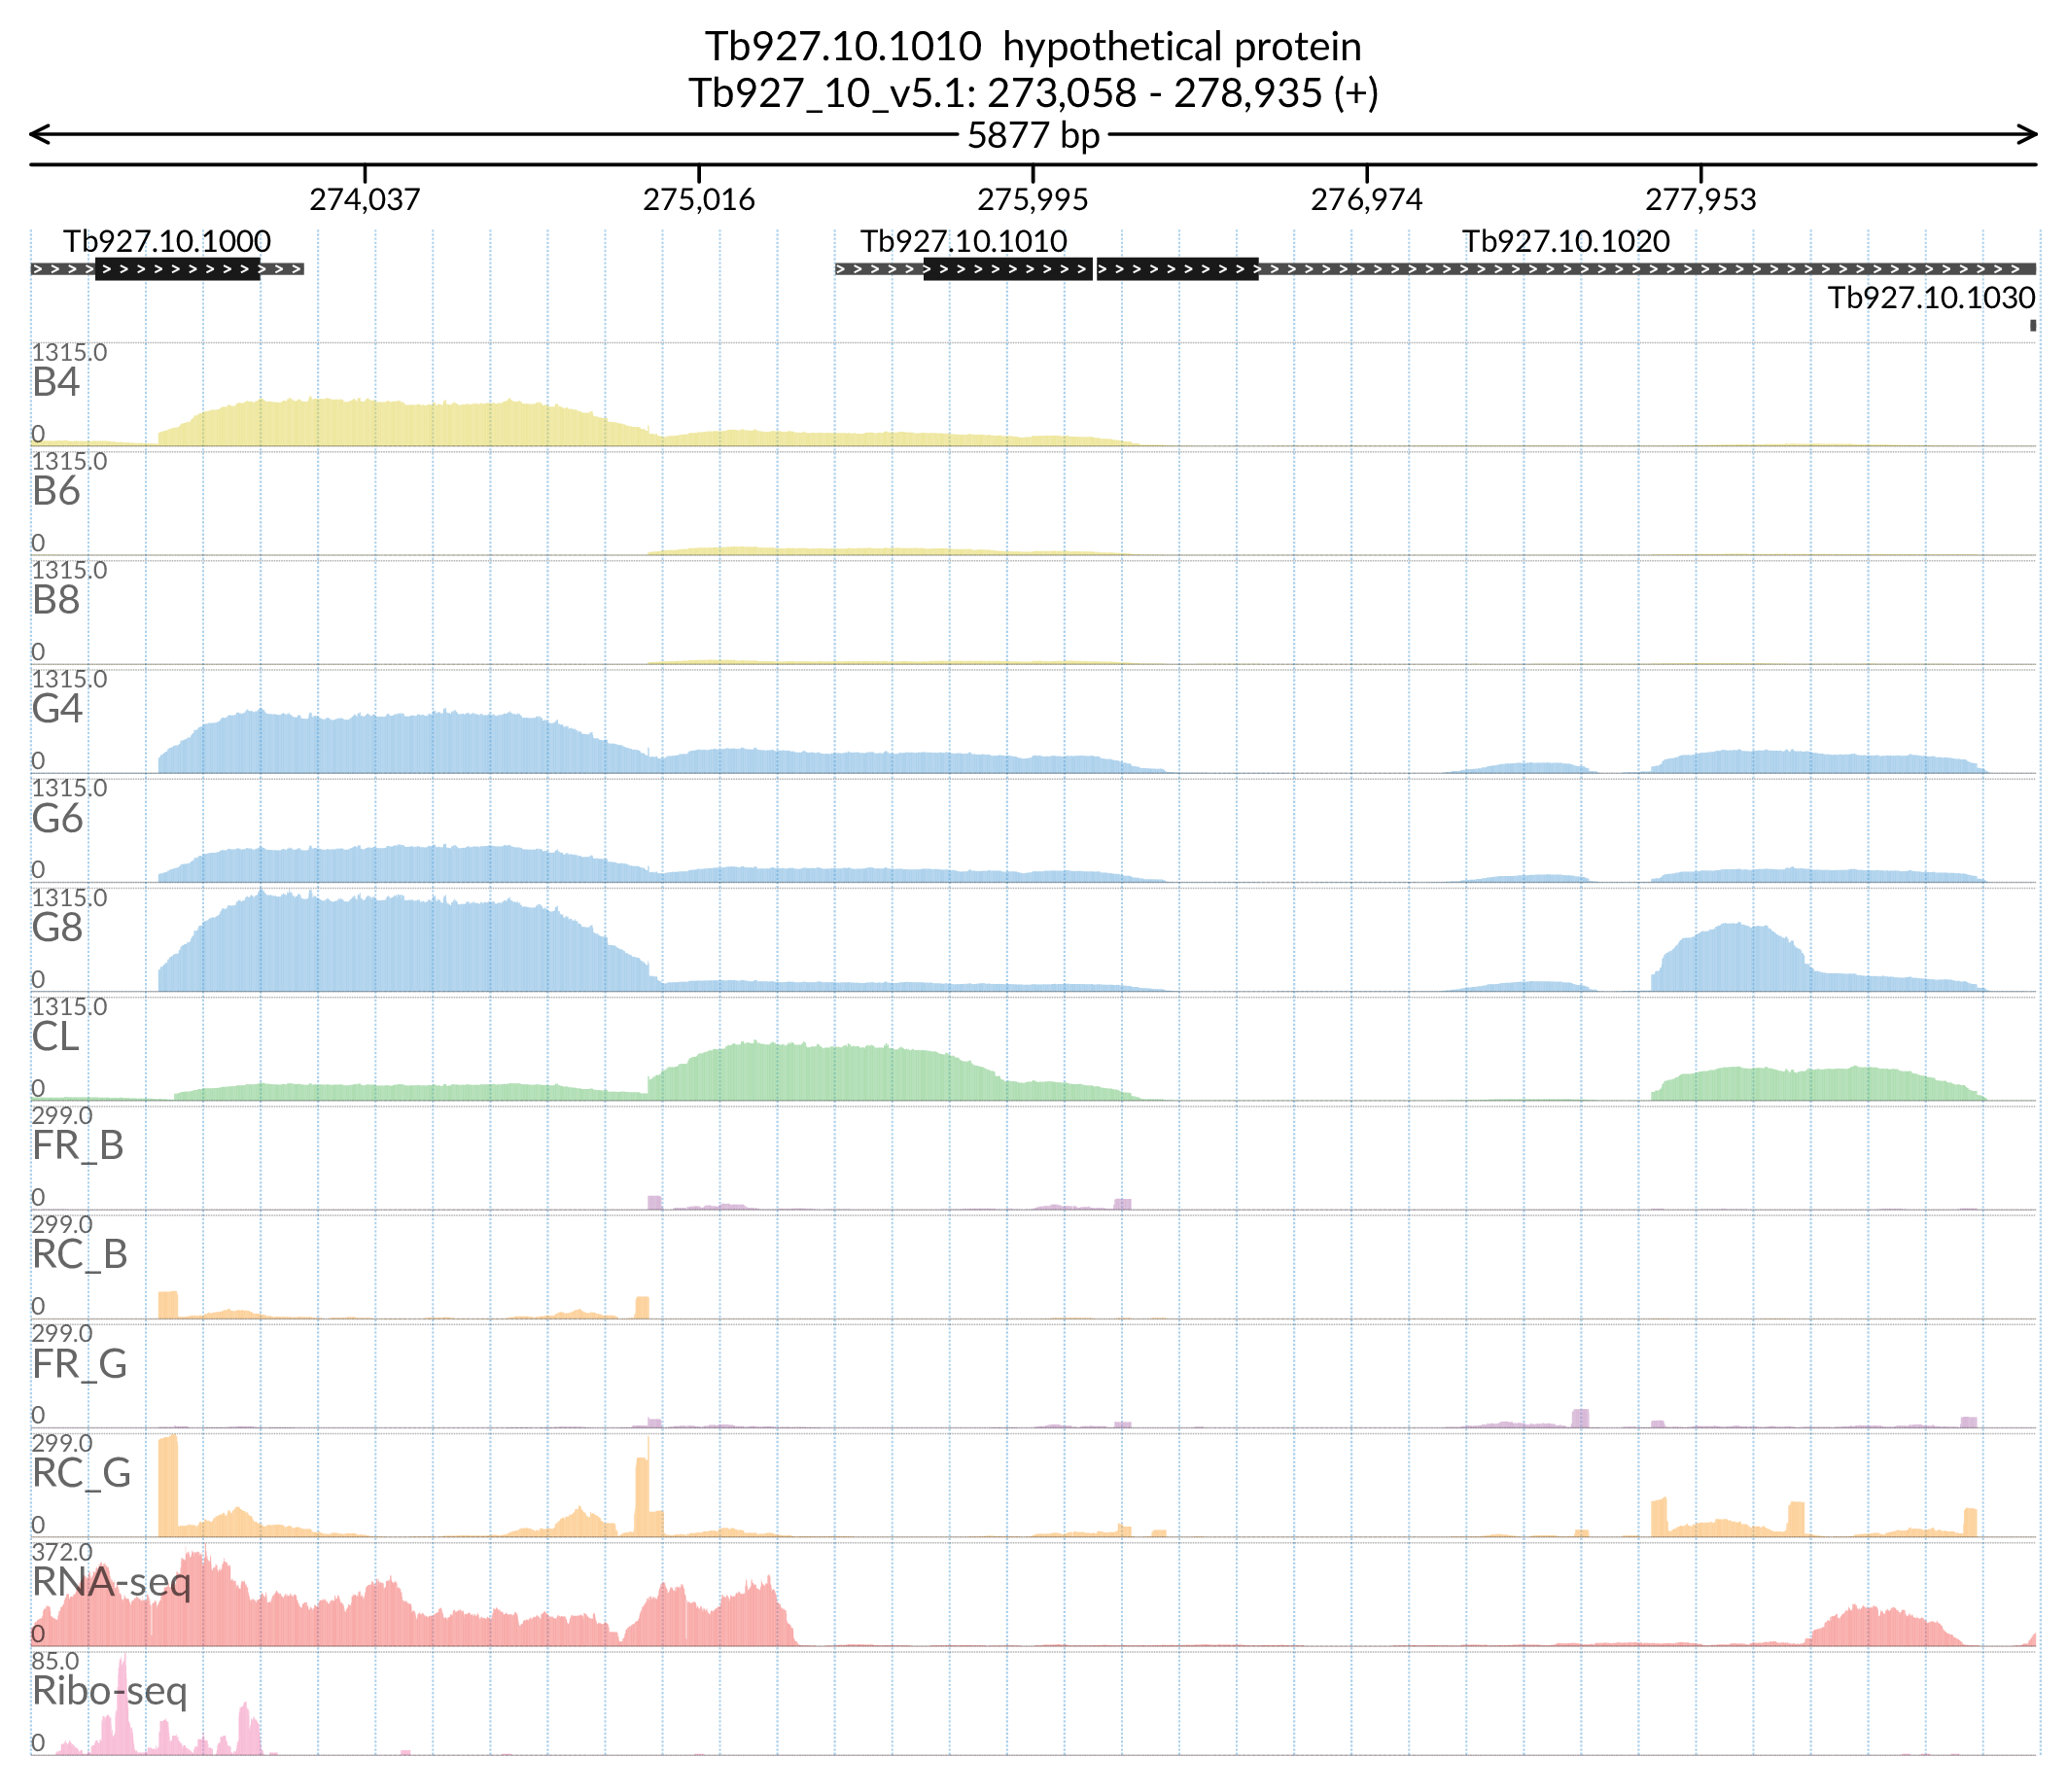 Tb927.10.1010 hypothetical protein
Tb927_10_v5.1: 273,058 - 278,935 (+)
5877 bp
274,037 275,016 275,995 276,974 277,953
Tb927.10.1000 Tb927.10.1010 Tb927.10.1020
Tb927.10.1030
1315.0
B4
0
1315.0
B6
0
1315.0
B8
0
1315.0
G4
0
1315.0
G6
0
1315.0
G8
0
1315.0
CL
0
299.0
FR_B
0
299.0
RC_B
0
299.0
FR_G
0
299.0
RC_G
0
372.0
RNA-seq
0
85.0
Ribo-seq
0